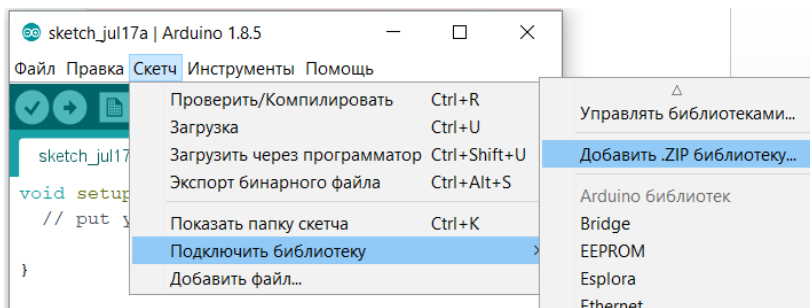 sketch_jul17a | Arduino 1.8.5
Файл Правка Скетч Инструменты Помощь
Проверить/Компилировать Ctrl+R
Загрузка Ctrl+U
Загрузить через программатор Ctrl+Shift+U
Экспорт бинарного файла Ctrl+Alt+S
Показать папку скетча Ctrl+K
Подключить библиотеку
Добавить файл...
sketch_jul17
void setup
// put y
}
Управлять библиотеками...
Добавить .ZIP библиотеку...
Arduino библиотек
Bridge
EEPROM
Esplora
Ethernet